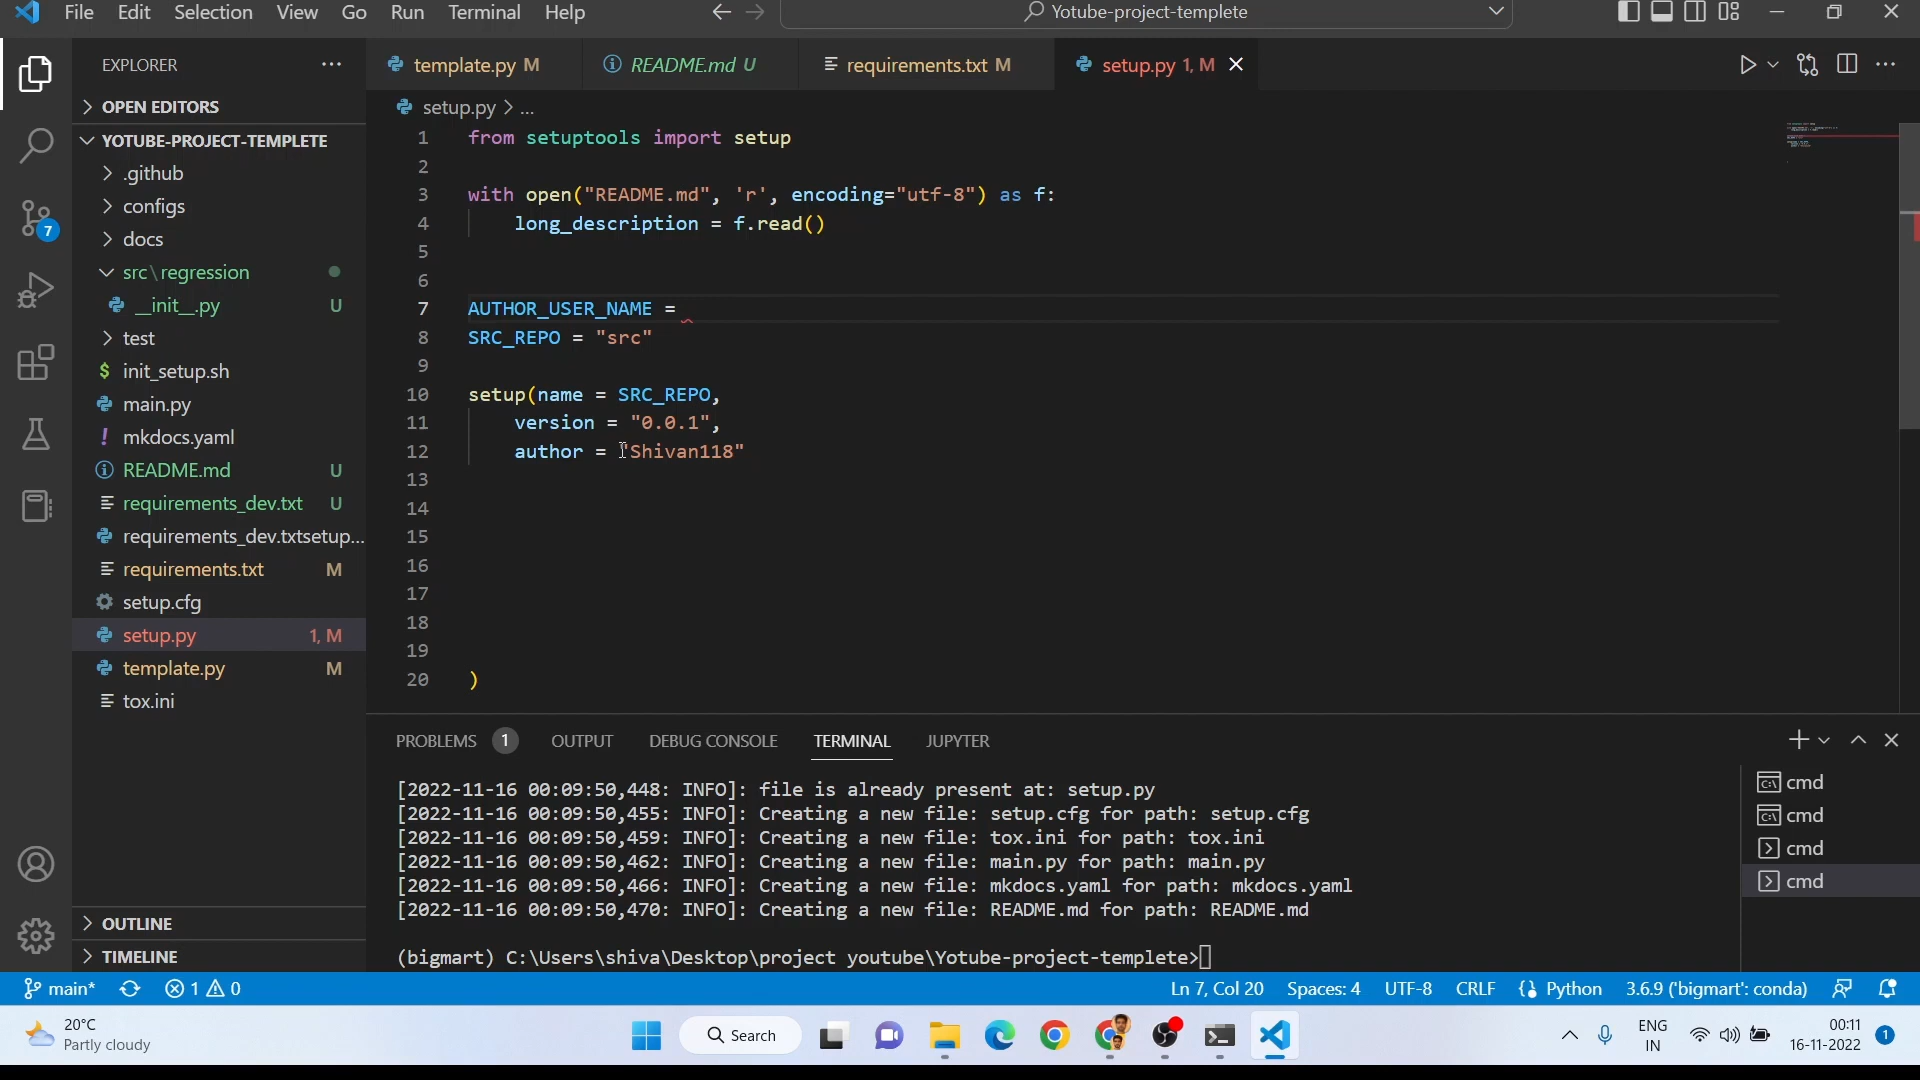 File Edit Selection View Go Run Terminal Help
Yotube-project-templete
EXPLORER
OPEN EDITORS
YOTUBE-PROJECT-TEMPLETE
.github
configs
docs
src\regression
__init__.py U
test
init_setup.sh
main.py
mkdocs.yaml
README.md U
requirements_dev.txt U
requirements_dev.txtsetup...
requirements.txt M
setup.cfg
setup.py 1, M
template.py M
tox.ini
OUTLINE
TIMELINE
7
template.py M README.md U requirements.txt M setup.py 1, M
setup.py > ...
1 from setuptools import setup
2
3 with open("README.md", 'r', encoding="utf-8") as f:
4 long_description = f.read()
5
6
7 AUTHOR_USER_NAME =
8 SRC_REPO = "src"
9
10 setup(name = SRC_REPO,
11 version = "0.0.1",
12 author = "Shivan118"
13
14
15
16
17
18
19
20 )
PROBLEMS 1 OUTPUT DEBUG CONSOLE TERMINAL JUPYTER
[2022-11-16 00:09:50,448: INFO]: file is already present at: setup.py
[2022-11-16 00:09:50,455: INFO]: Creating a new file: setup.cfg for path: setup.cfg
[2022-11-16 00:09:50,459: INFO]: Creating a new file: tox.ini for path: tox.ini
[2022-11-16 00:09:50,462: INFO]: Creating a new file: main.py for path: main.py
[2022-11-16 00:09:50,466: INFO]: Creating a new file: mkdocs.yaml for path: mkdocs.yaml
[2022-11-16 00:09:50,470: INFO]: Creating a new file: README.md for path: README.md
(bigmart) C:\Users\shiva\Desktop\project youtube\Yotube-project-templete>
cmd
cmd
cmd
cmd
main* 1 0 Ln 7, Col 20 Spaces: 4 UTF-8 CRLF Python 3.6.9 ('bigmart': conda)
20°C
Partly cloudy
Search
ENG
IN
00:11
16-11-2022
1